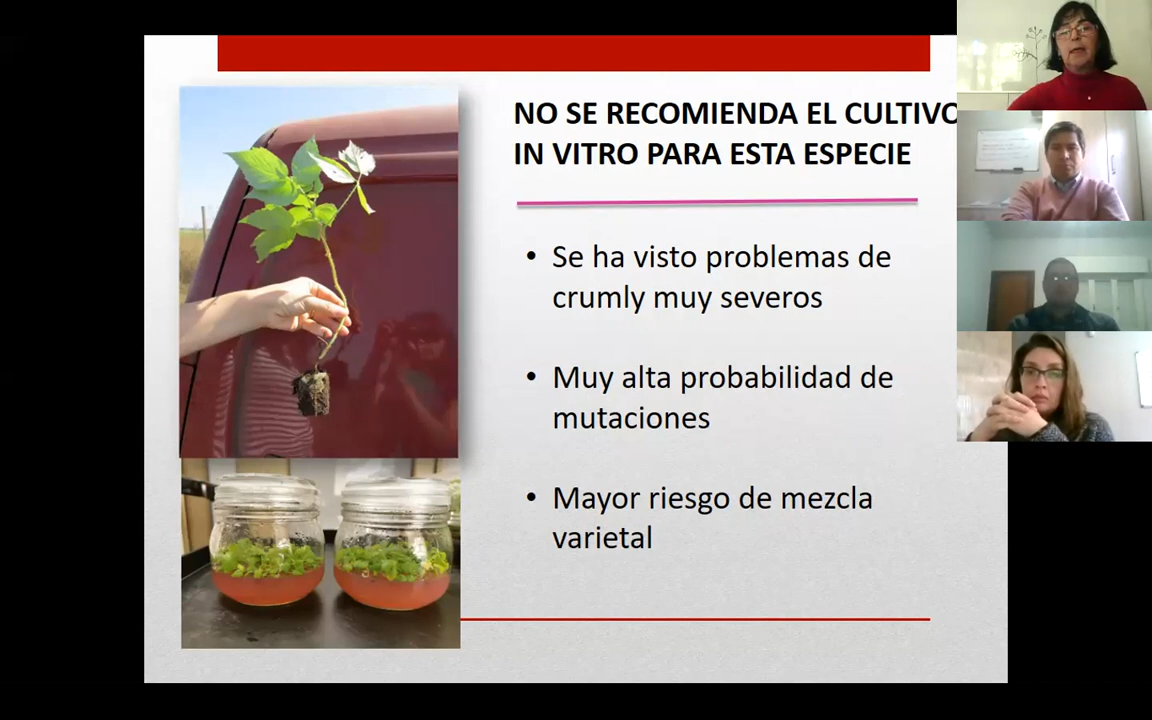 NO SE RECOMIENDA EL CULTIVO
IN VITRO PARA ESTA ESPECIE
• Se ha visto problemas de
crumly muy severos
• Muy alta probabilidad de
mutaciones
• Mayor riesgo de mezcla
varietal